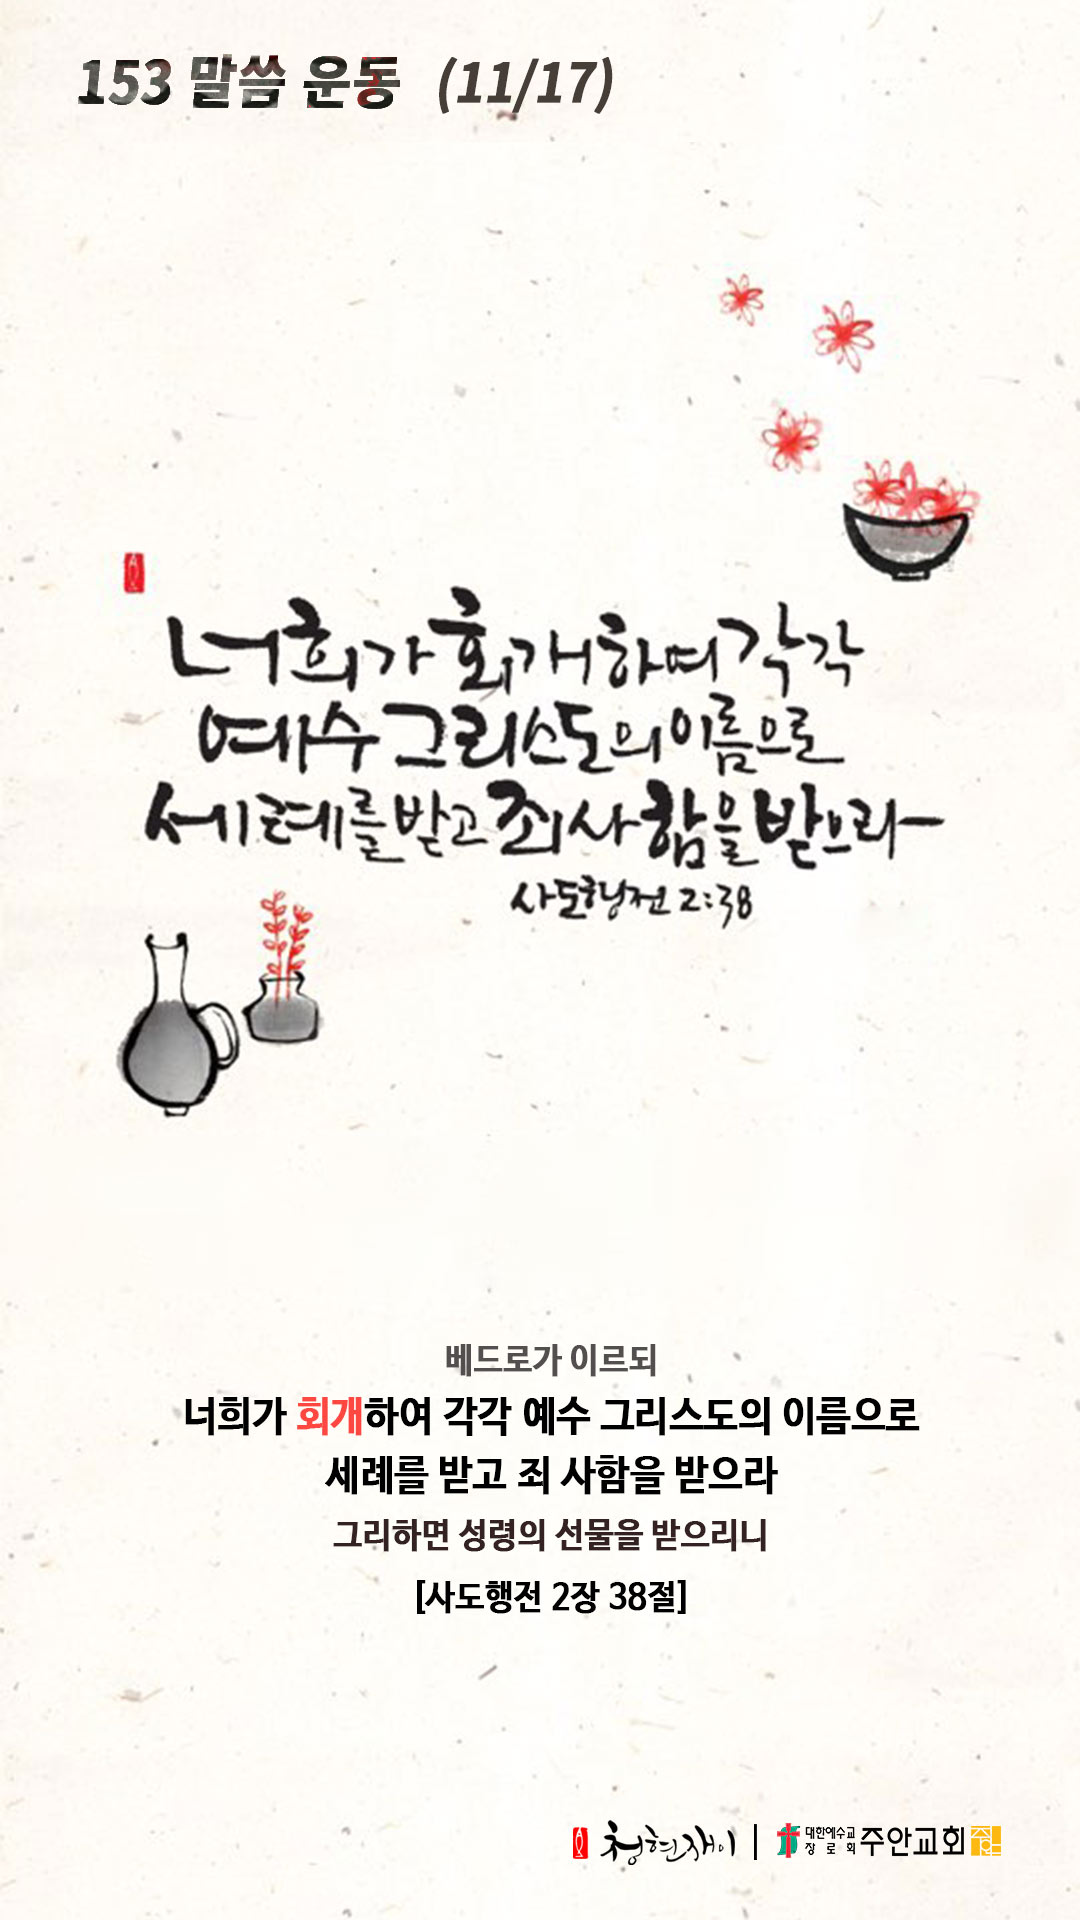 153 말씀 운동 (11/17)
너희가 회개하여 각각
예수 그리스도의 이름으로
세례를 받고 죄 사함을 받으라
사도행전 2:38
베드로가 이르되
너희가 회개하여 각각 예수 그리스도의 이름으로
세례를 받고 죄 사함을 받으라
그리하면 성령의 선물을 받으리니
[사도행전 2장 38절]
청현재이 | 대한예수교장로회 주안교회